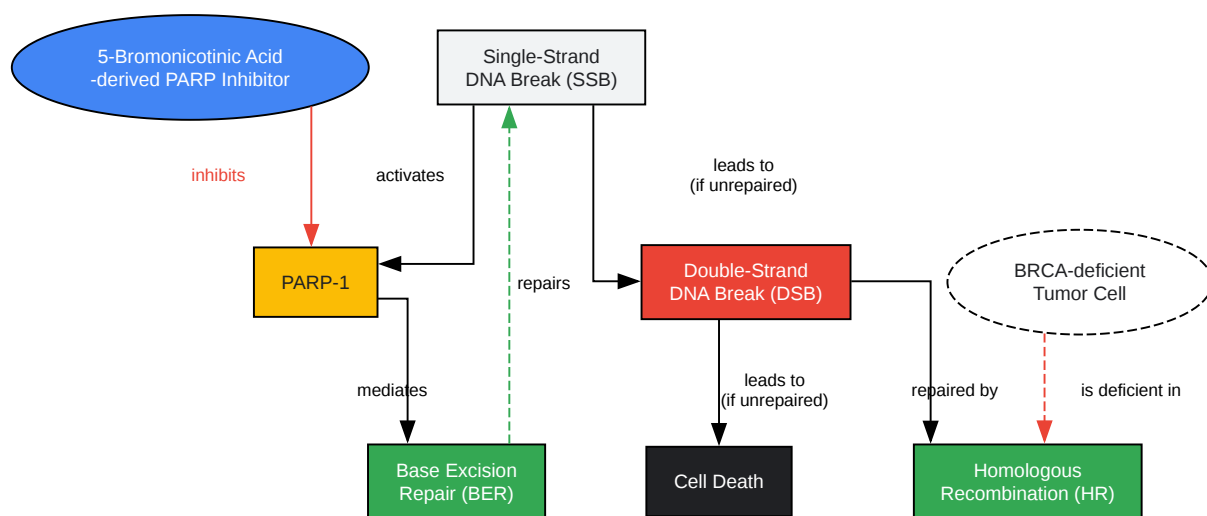 5-Bromonicotinic Acid
-derived PARP Inhibitor
Single-Strand
DNA Break (SSB)
inhibits
activates
leads to
(if unrepaired)
PARP-1
repairs
Double-Strand
DNA Break (DSB)
BRCA-deficient
Tumor Cell
mediates
leads to
(if unrepaired)
repaired by
is deficient in
Base Excision
Repair (BER)
Cell Death
Homologous
Recombination (HR)